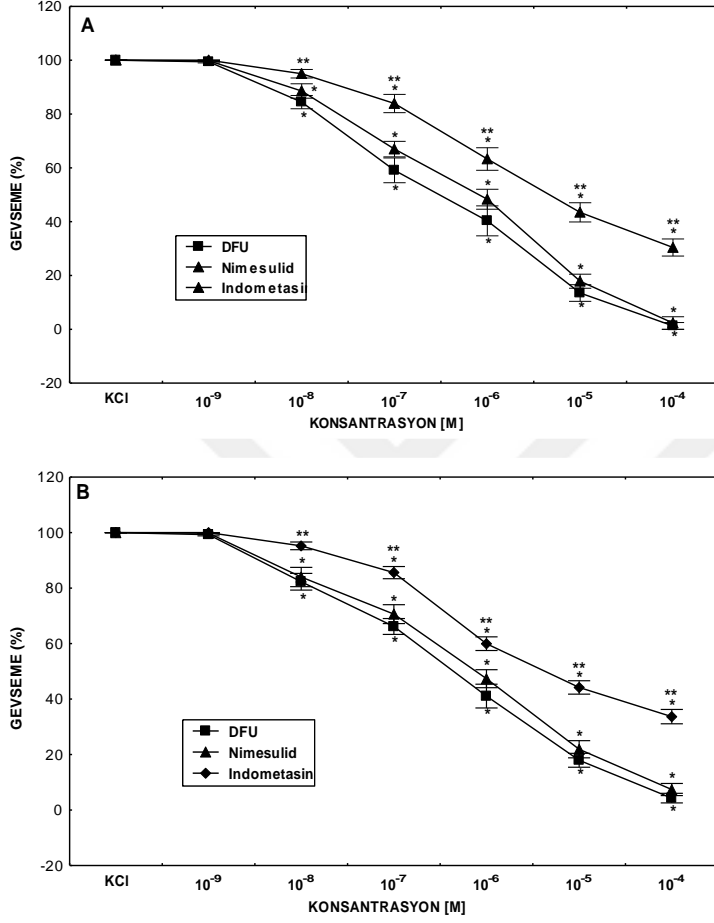 A
120
100
80
60
40
20
0
-20
GEVSEME (%)
** * * ** * * * ** * * * ** * * * ** * * *
DFU
Nimesulid
Indometasin
KCl 10-9 10-8 10-7 10-6 10-5 10-4
KONSANTRASYON [M]
B
120
100
80
60
40
20
0
-20
GEVSEME (%)
** * * ** * * * ** * * * ** * * * ** * * *
DFU
Nimesulid
Indometasin
KCl 10-9 10-8 10-7 10-6 10-5 10-4
KONSANTRASYON [M]